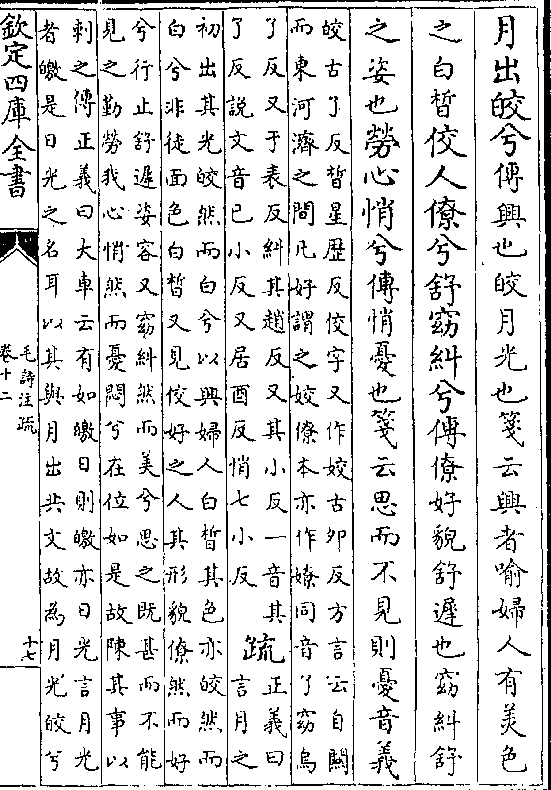 月出皎兮傳興也皎月光也箋云興者喻婦人有美色
之白晳佼人僚兮舒窈糾兮傳僚好貌舒遲也窈糾舒
之姿也勞心悄兮傳悄憂也箋云思而不見則憂音義
皎古了反晳星歴反佼字又作姣古卯反方言云自闗
而東河濟之間凡好謂之姣僚本亦作嫽同音了窈烏
了反又于表反糾其趙反又其小反一音其
了反説文音己小反又居酉反悄七小反
疏
正義曰
言月之
初出其光皎然而白兮以興婦人白晳其色亦皎然而
白兮非徒面色白晳又見佼好之人其形貌僚然而好
兮行止舒遲姿容又窈糾然而美兮思之既甚而不能
見之勤勞我心悄然而憂悶兮在位如是故陳其事以
刺之傳正義曰大車云有如皦日則皦亦日光言月光
者皦是日光之名耳以其與月出共文故為月光皎兮
欽定四庫全書
毛詩注疏
卷十二
十七